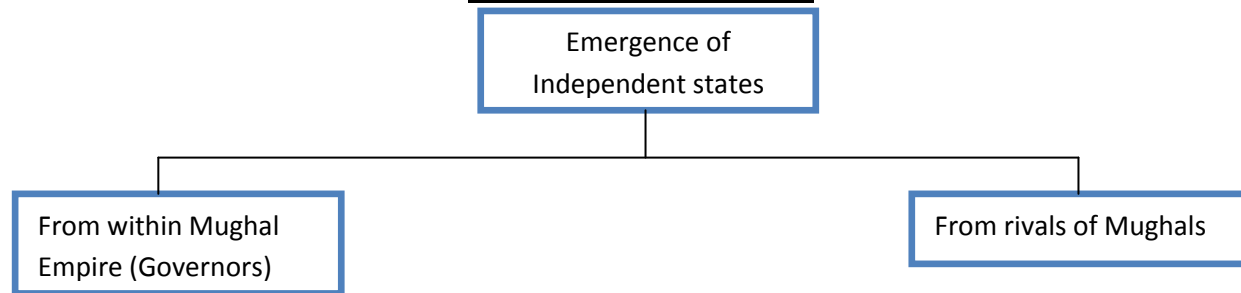 Emergence of
Independent states
From within Mughal
Empire (Governors)
From rivals of Mughals